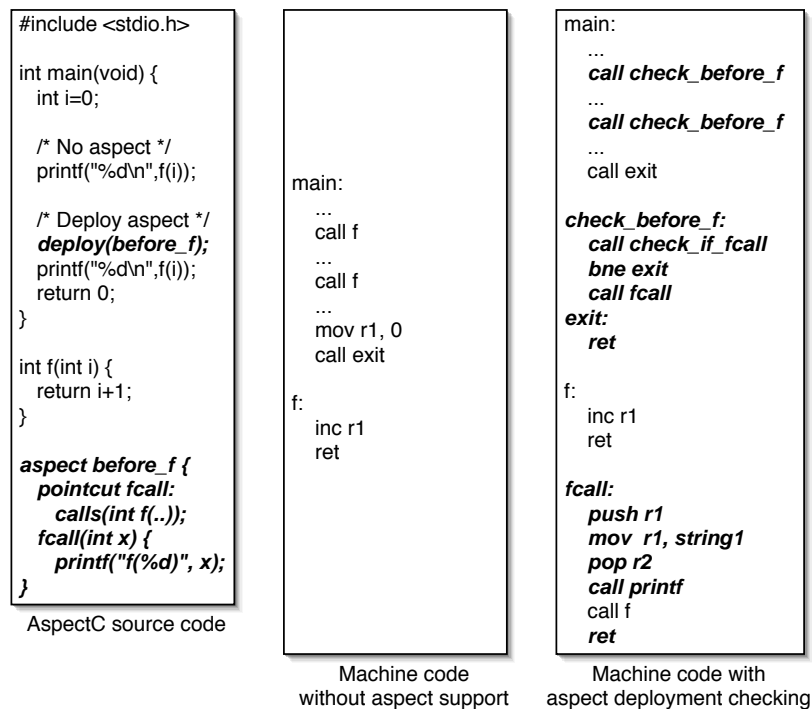 #include <stdio.h>
int main(void) {
int i=0;
/* No aspect */
printf("%d\n",f(i));
/* Deploy aspect */
deploy(before_f);
printf("%d\n",f(i));
return 0;
}
int f(int i) {
return i+1;
}
aspect before_f {
pointcut fcall:
calls(int f(..));
fcall(int x) {
printf("f(%d)", x);
}
AspectC source code
main:
...
call f
...
call f
...
mov r1, 0
call exit
f:
inc r1
ret
Machine code
without aspect support
main:
...
call check_before_f
...
call check_before_f
...
call exit
check_before_f:
call check_if_fcall
bne exit
call fcall
exit:
ret
f:
inc r1
ret
fcall:
push r1
mov r1, string1
pop r2
call printf
call f
ret
Machine code with
aspect deployment checking